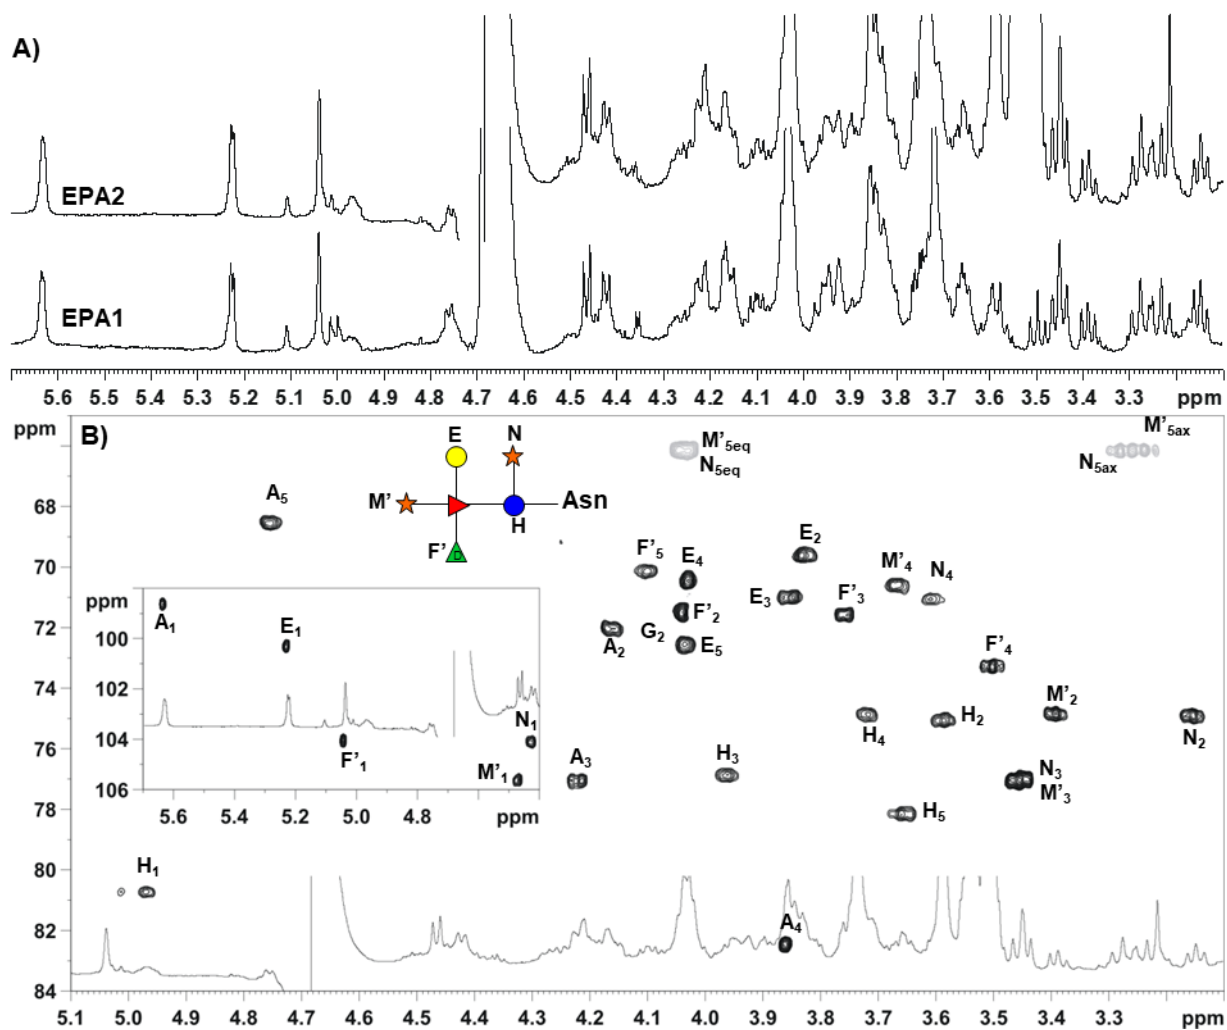 A)
EPA2
EPA1
5.6 5.5 5.4 5.3 5.2 5.1 5.0 4.9 4.8 4.7 4.6 4.5 4.4 4.3 4.2 4.1 4.0 3.9 3.8 3.7 3.6 3.5 3.4 3.3 ppm
ppm
B)
E N
M'5eq
N5eq
M'5ax
N5ax
A5
M' Asn
H
F' D
68
E2
F'5 E4
M'4 N4
70
E3 F'3
F'2
G2
A2 E5
72
F'4
M'2
74
H4 H2
N2
76
A3 H3
N3
M'3
78
H5
ppm
A1
E1
100
102
N1
104
F'1
M'1
106
5.6 5.4 5.2 5.0 4.8 ppm
80
H1
82
A4
84
5.1 5.0 4.9 4.8 4.7 4.6 4.5 4.4 4.3 4.2 4.1 4.0 3.9 3.8 3.7 3.6 3.5 3.4 3.3 ppm